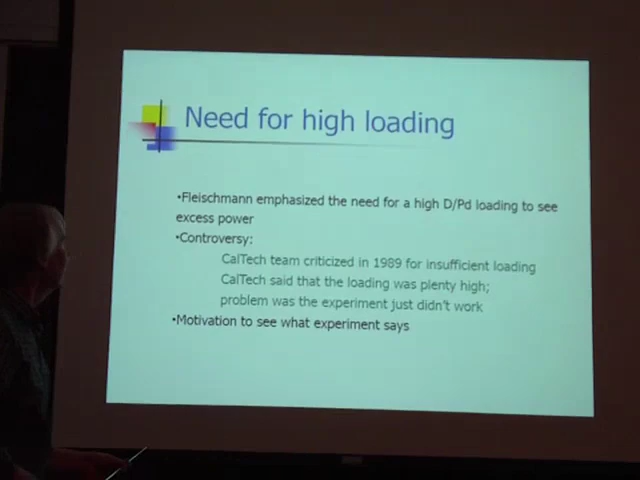 Need for high loading
•Fleischmann emphasized the need for a high D/Pd loading to see
excess power
•Controversy:
CalTech team criticized in 1989 for insufficient loading
CalTech said that the loading was plenty high;
problem was the experiment just didn't work
•Motivation to see what experiment says